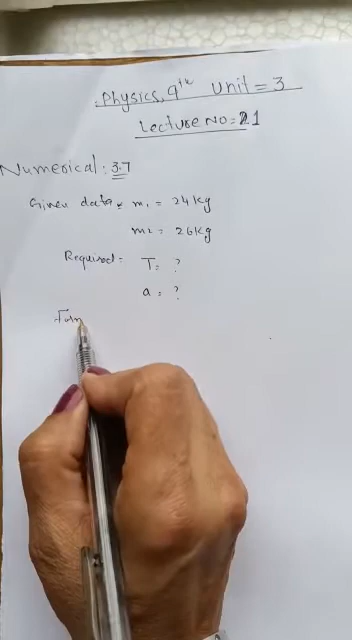 Physics, 9th Unit = 3
Lecture No: 21
Numerical: 3.7
Given data: m1 = 24 kg
m2 = 26 kg
Required: T = ?
a = ?
Form